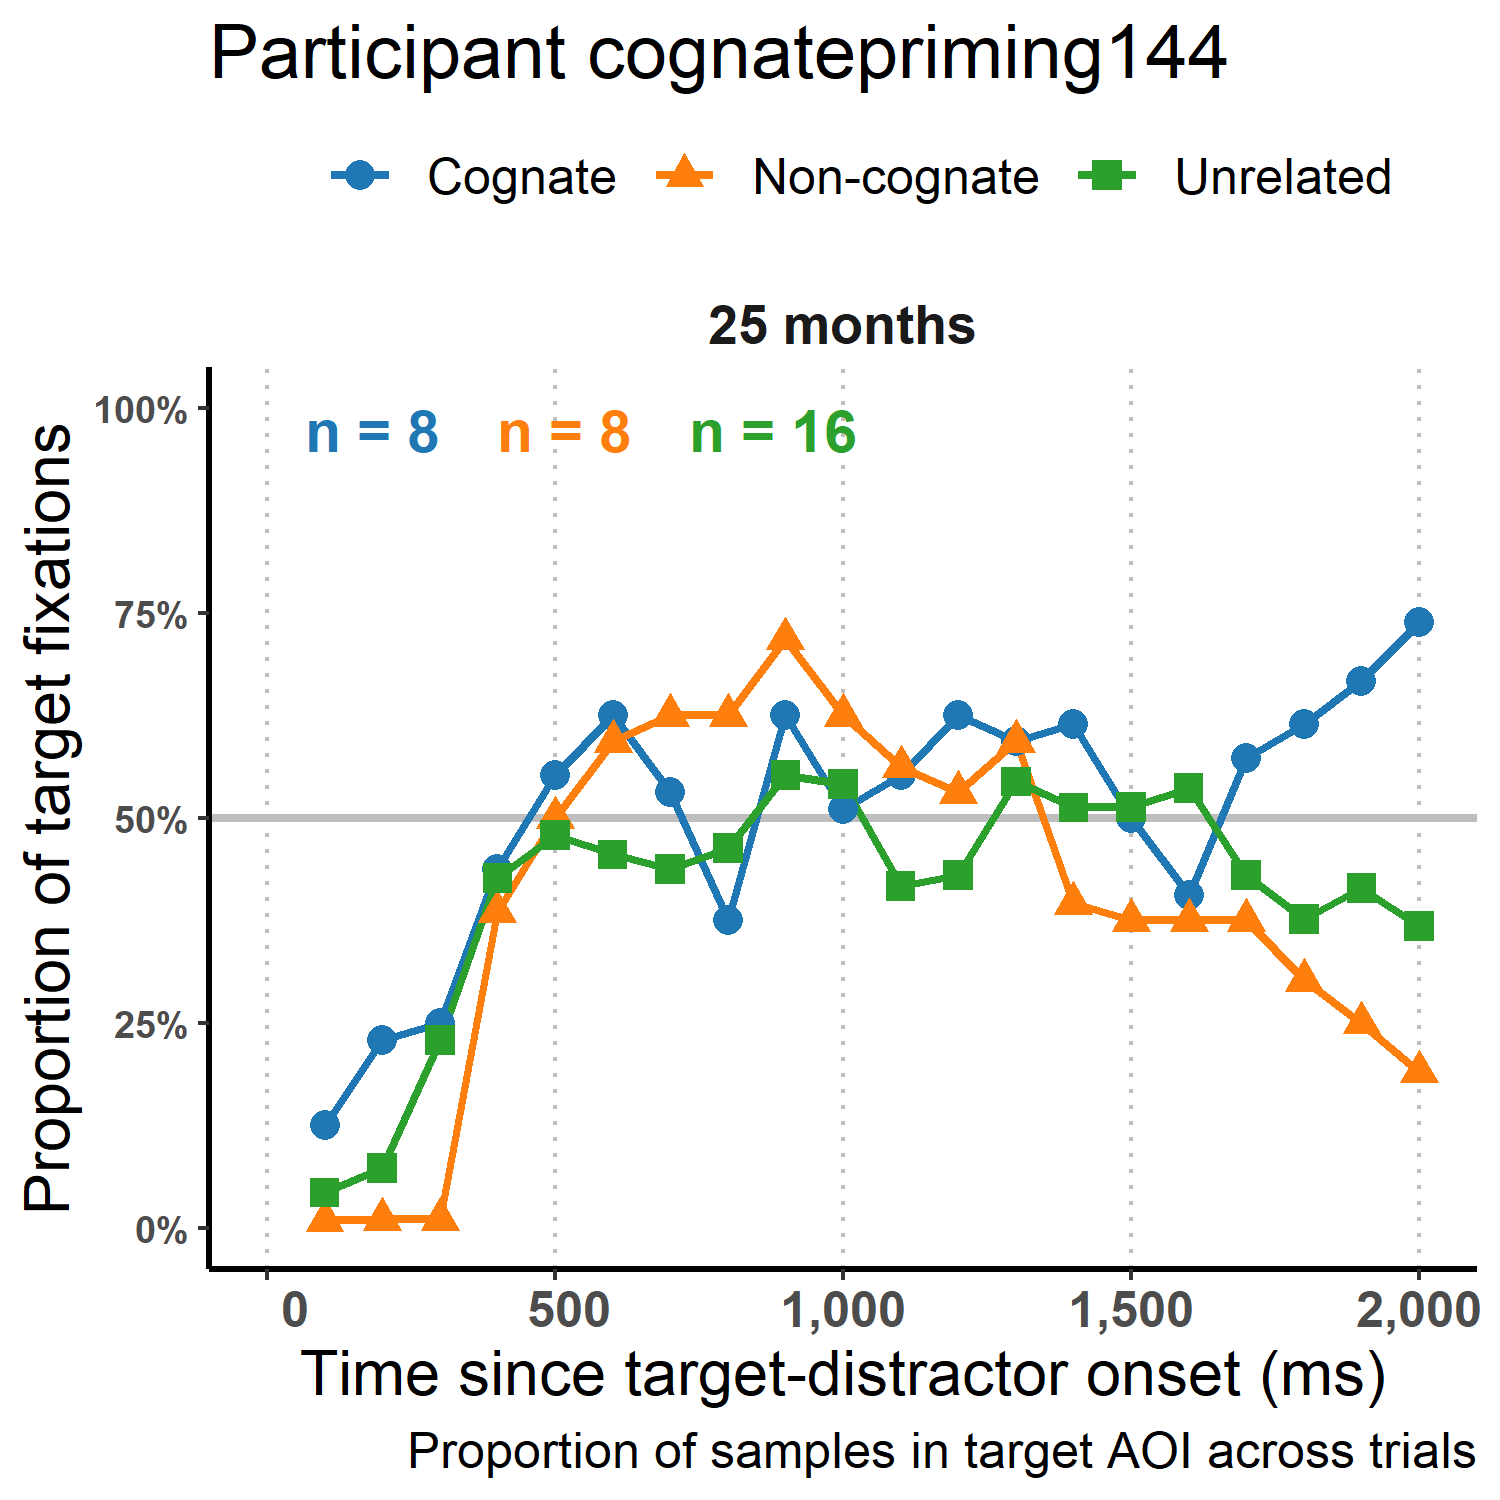 Participant cognatepriming144
Cognate Non-cognate Unrelated
25 months
n = 8 n = 8 n = 16
Proportion of target fixations
100%
75%
50%
25%
0%
0 500 1,000 1,500 2,000
Time since target-distractor onset (ms)
Proportion of samples in target AOI across trials